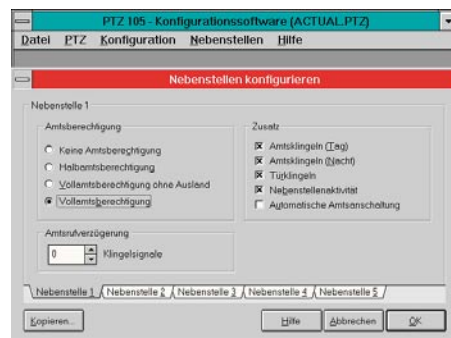 PTZ 105 - Konfigurationssoftware (ACTUAL.PTZ)
Datei PTZ Konfiguration Nebenstellen Hilfe
Nebenstellen konfigurieren
Nebenstelle 1
Amtsberechtigung
Keine Amtsberechtigung
Halbamtsberechtigung
Vollamtsberechtigung ohne Ausland
Vollamtsberechtigung
Zusatz
Amtsklingeln (Tag)
Amtsklingeln (Nacht)
Türklingeln
Nebenstellenaktivität
Automatische Amtsanschaltung
Amtsrufverzögerung
0 Klingelsignale
Nebenstelle 1 Nebenstelle 2 Nebenstelle 3 Nebenstelle 4 Nebenstelle 5
Kopieren... Hilfe Abbrechen OK